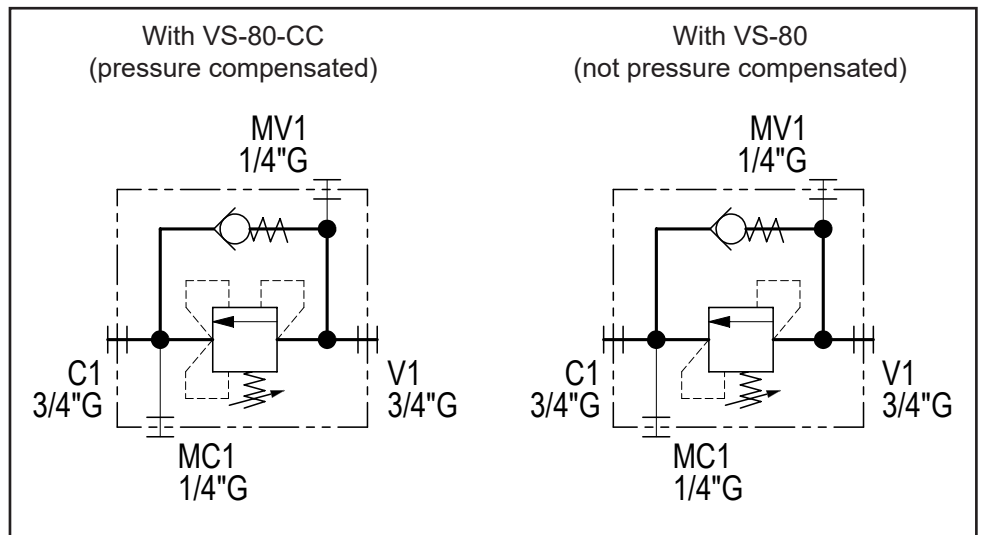 With VS-80-CC
(pressure compensated)
MV1
1/4"G
C1
3/4"G
V1
3/4"G
MC1
1/4"G
With VS-80
(not pressure compensated)
MV1
1/4"G
C1
3/4"G
V1
3/4"G
MC1
1/4"G